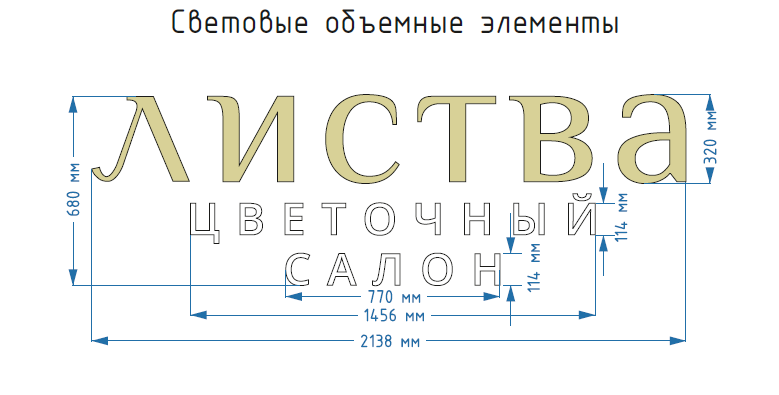 Световые объемные элементы
листва
320 мм
680 мм
ЦВЕТОЧНЫЙ
114 мм
САЛОН
114 мм
770 мм
1456 мм
2138 мм